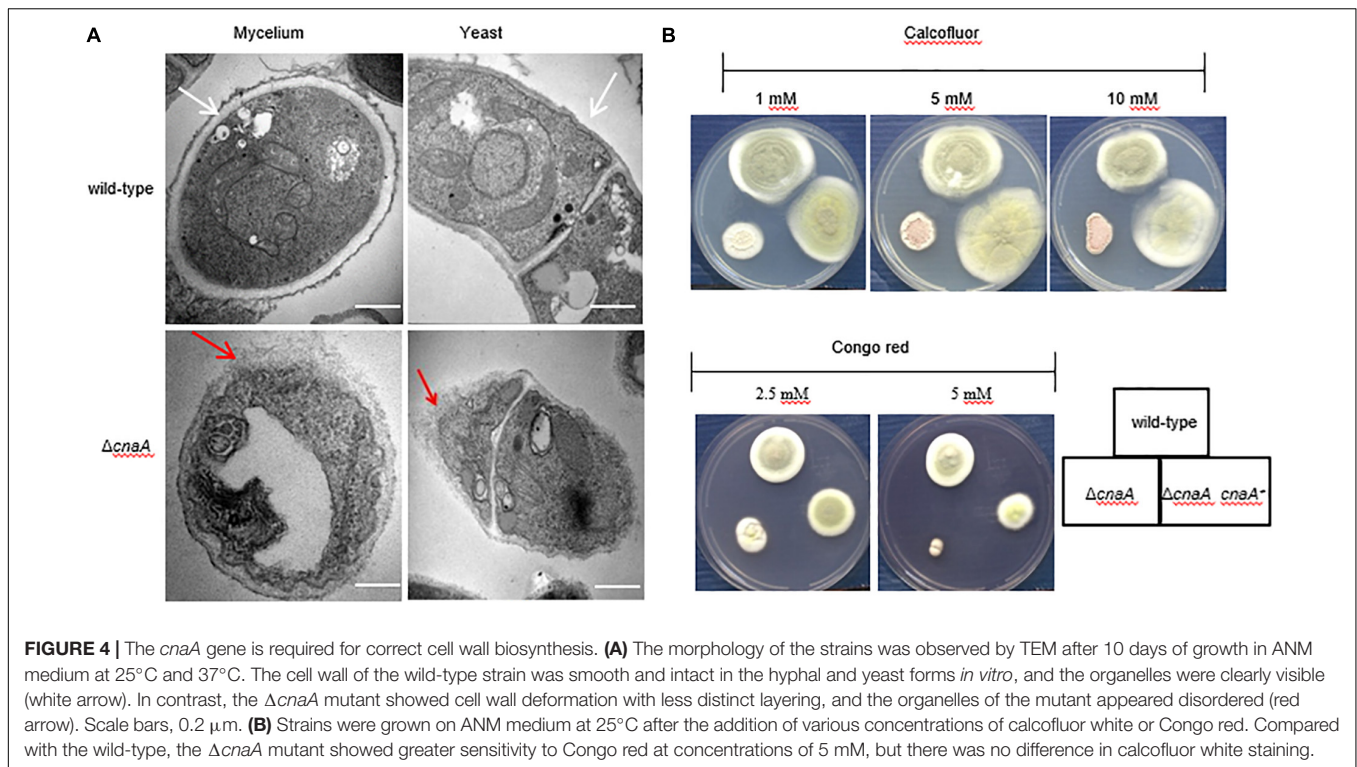 A
Mycelium
Yeast
wild-type
ΔcnaA
B
Calcofluor
1 mM
5 mM
10 mM
Congo red
2.5 mM
5 mM
wild-type
ΔcnaA
ΔcnaA cnaA+
FIGURE 4 | The cnaA gene is required for correct cell wall biosynthesis. (A) The morphology of the strains was observed by TEM after 10 days of growth in ANM
medium at 25°C and 37°C. The cell wall of the wild-type strain was smooth and intact in the hyphal and yeast forms in vitro, and the organelles were clearly visible
(white arrow). In contrast, the ΔcnaA mutant showed cell wall deformation with less distinct layering, and the organelles of the mutant appeared disordered (red
arrow). Scale bars, 0.2 μm. (B) Strains were grown on ANM medium at 25°C after the addition of various concentrations of calcofluor white or Congo red. Compared
with the wild-type, the ΔcnaA mutant showed greater sensitivity to Congo red at concentrations of 5 mM, but there was no difference in calcofluor white staining.